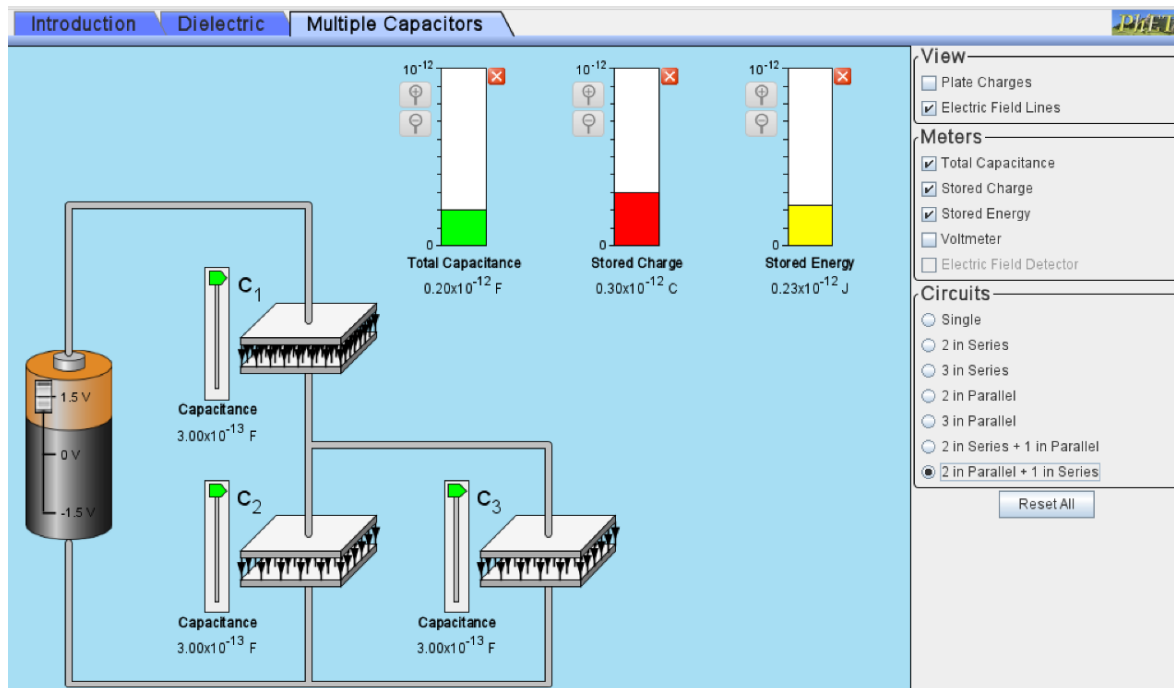 Introduction
Dielectric
Multiple Capacitors
PhET
10-12
0
Total Capacitance
0.20x10-12 F
10-12
0
Stored Charge
0.30x10-12 C
10-12
0
Stored Energy
0.23x10-12 J
C1
Capacitance
3.00x10-13 F
1.5 V
0 V
-1.5 V
C2
Capacitance
3.00x10-13 F
C3
Capacitance
3.00x10-13 F
View
Plate Charges
Electric Field Lines
Meters
Total Capacitance
Stored Charge
Stored Energy
Voltmeter
Electric Field Detector
Circuits
Single
2 in Series
3 in Series
2 in Parallel
3 in Parallel
2 in Series + 1 in Parallel
2 in Parallel + 1 in Series
Reset All